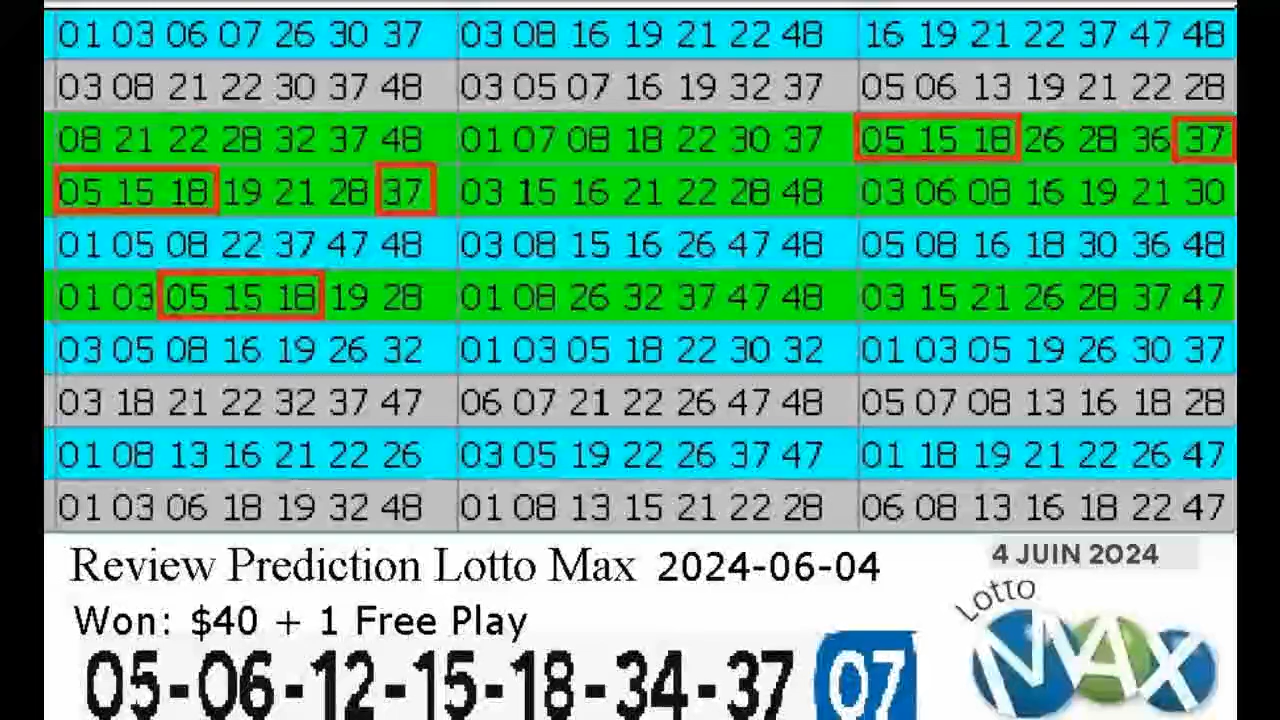 01 03 06 07 26 30 37 03 08 16 19 21 22 48 16 19 21 22 37 47 48
03 08 21 22 30 37 48 03 05 07 16 19 32 37 05 06 13 19 21 22 28
08 21 22 28 32 37 48 01 07 08 18 22 30 37 05 15 18 26 28 36 37
05 15 18 19 21 28 37 03 15 16 21 22 28 48 03 06 08 16 19 21 30
01 05 08 22 37 47 48 03 08 15 16 26 47 48 05 08 16 18 30 36 48
01 03 05 15 18 19 28 01 08 26 32 37 47 48 03 15 21 26 28 37 47
03 05 08 16 19 26 32 01 03 05 18 22 30 32 01 03 05 19 26 30 37
03 18 21 22 32 37 47 06 07 21 22 26 47 48 05 07 08 13 16 18 28
01 08 13 16 21 22 26 03 05 19 22 26 37 47 01 18 19 21 22 26 47
01 03 06 18 19 32 48 01 08 13 15 21 22 28 06 08 13 16 18 22 47
Review Prediction Lotto Max 2024-06-04
4 JUIN 2024
Won: $40 + 1 Free Play
Lotto
MAX
05-06-12-15-18-34-37 07